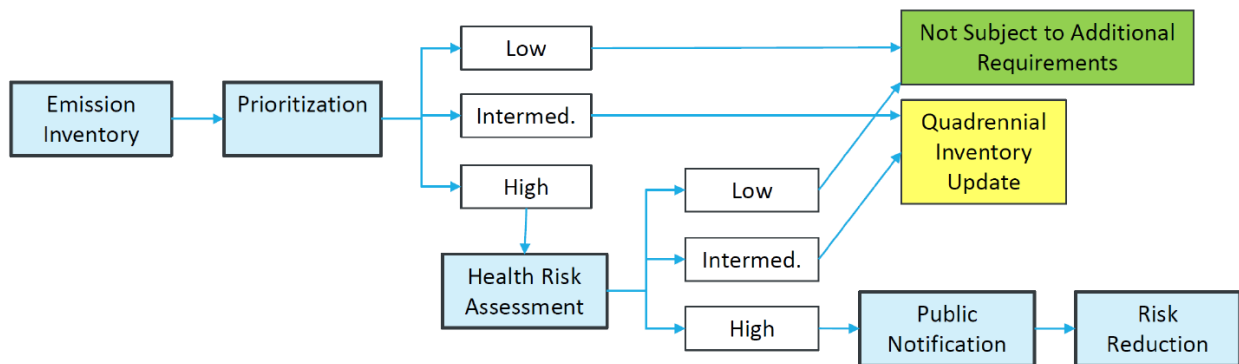 Emission
Inventory
Prioritization
Low
Intermed.
High
Not Subject to Additional
Requirements
Quadrennial
Inventory
Update
Health Risk
Assessment
Low
Intermed.
High
Public
Notification
Risk
Reduction